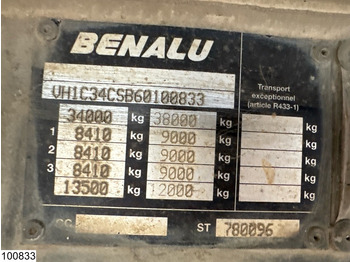 BENALU
VH1C34CSB60100833
Transport
exceptionnel
(article R433-1)
34000 kg 38000 kg kg
1 8410 kg 9000 kg kg
2 8410 kg 9000 kg kg
3 8410 kg 9000 kg kg
13500 kg 12000 kg kg
ST 780096
100833